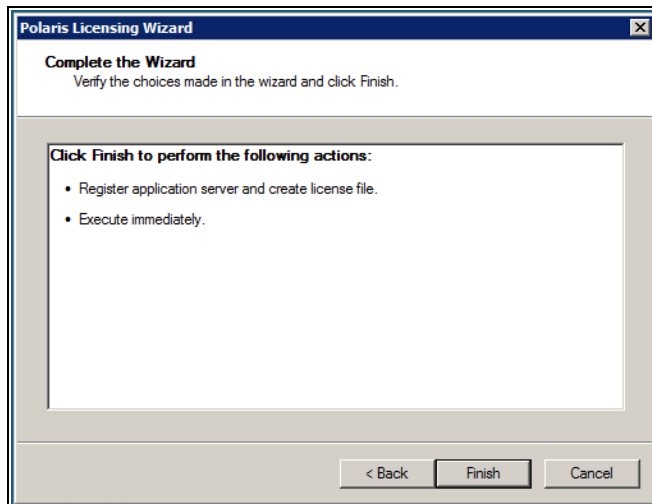 Polaris Licensing Wizard
Complete the Wizard
Verify the choices made in the wizard and click Finish.
Click Finish to perform the following actions:
• Register application server and create license file.
• Execute immediately.
< Back Finish Cancel